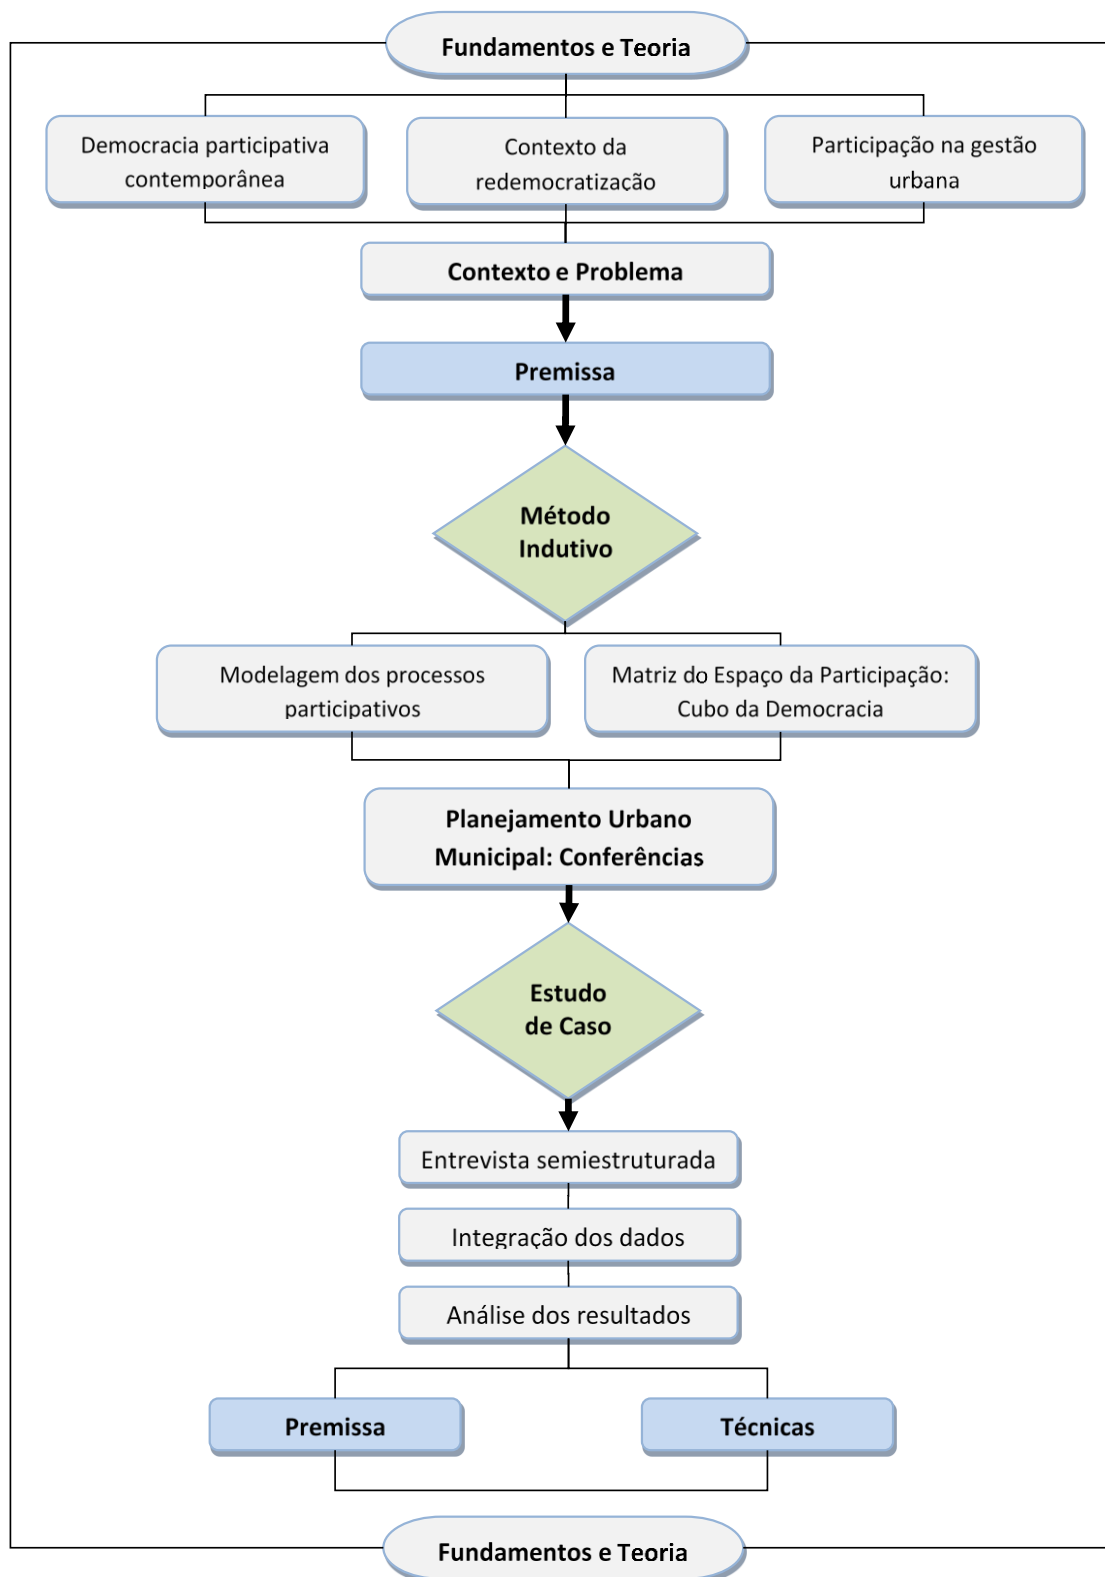 Fundamentos e Teoria
Democracia participativa
contemporânea
Contexto da
redemocratização
Participação na gestão
urbana
Contexto e Problema
Premissa
Método
Indutivo
Modelagem dos processos
participativos
Matriz do Espaço da Participação:
Cubo da Democracia
Planejamento Urbano
Municipal: Conferências
Estudo
de Caso
Entrevista semiestruturada
Integração dos dados
Análise dos resultados
Premissa
Técnicas
Fundamentos e Teoria